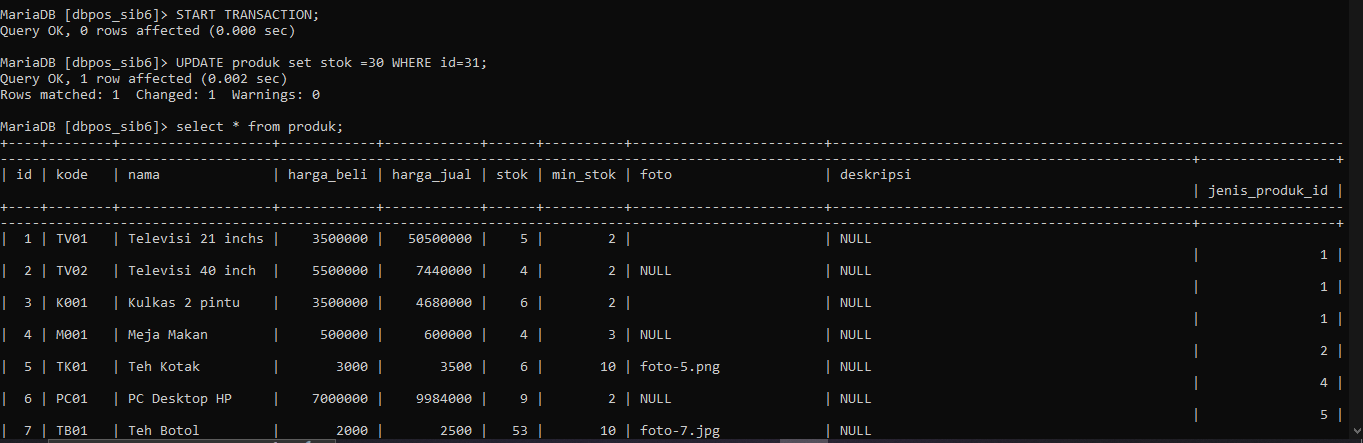 MariaDB [dbpos_sib6]> START TRANSACTION;
Query OK, 0 rows affected (0.000 sec)
MariaDB [dbpos_sib6]> UPDATE produk set stok =30 WHERE id=31;
Query OK, 1 row affected (0.002 sec)
Rows matched: 1  Changed: 1  Warnings: 0
MariaDB [dbpos_sib6]> select * from produk;
| id | kode | nama | harga_beli | harga_jual | stok | min_stok | foto | deskripsi
| jenis_produk_id |
| 1 | TV01 | Televisi 21 inchs | 3500000 | 50500000 | 5 | 2 | | NULL
| 1 |
| 2 | TV02 | Televisi 40 inch | 5500000 | 7440000 | 4 | 2 | NULL | NULL
| 1 |
| 3 | K001 | Kulkas 2 pintu | 3500000 | 4680000 | 6 | 2 | | NULL
| 1 |
| 4 | M001 | Meja Makan | 500000 | 600000 | 4 | 3 | NULL | NULL
| 2 |
| 5 | TK01 | Teh Kotak | 3000 | 3500 | 6 | 10 | foto-5.png | NULL
| 4 |
| 6 | PC01 | PC Desktop HP | 7000000 | 9984000 | 9 | 2 | NULL | NULL
| 5 |
| 7 | TB01 | Teh Botol | 2000 | 2500 | 53 | 10 | foto-7.jpg | NULL